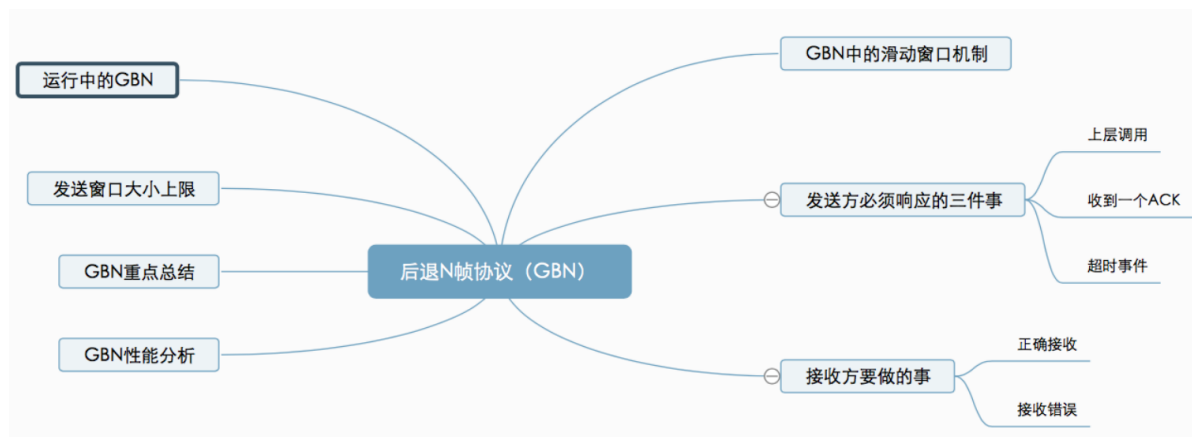 后退N帧协议（GBN）
GBN中的滑动窗口机制
发送方必须响应的三件事
上层调用
收到一个ACK
超时事件
接收方要做的事
正确接收
接收错误
运行中的GBN
发送窗口大小上限
GBN重点总结
GBN性能分析